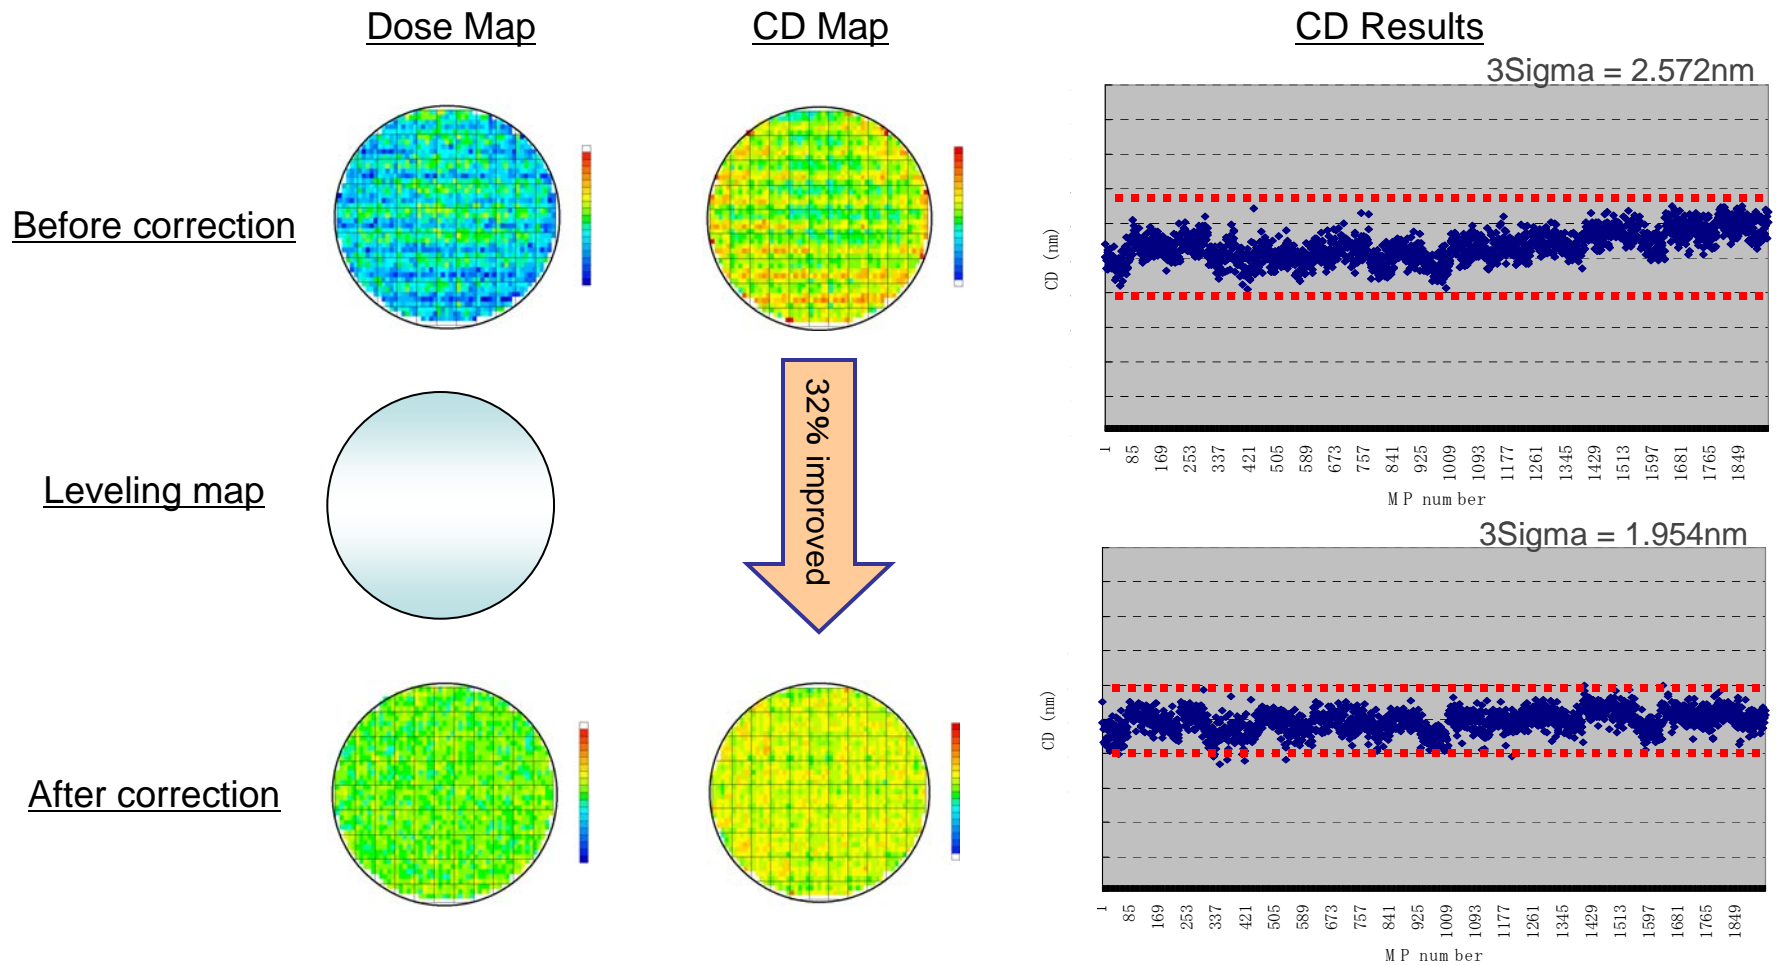 Dose Map
CD Map
CD Results
3Sigma = 2.572nm
Before correction
CD (nm)
1 85 169 253 337 421 505 589 673 757 841 925 1009 1093 1177 1261 1345 1429 1513 1597 1681 1765 1849
MP number
32% improved
Leveling map
3Sigma = 1.954nm
After correction
CD (nm)
1 85 169 253 337 421 505 589 673 757 841 925 1009 1093 1177 1261 1345 1429 1513 1597 1681 1765 1849
MP number